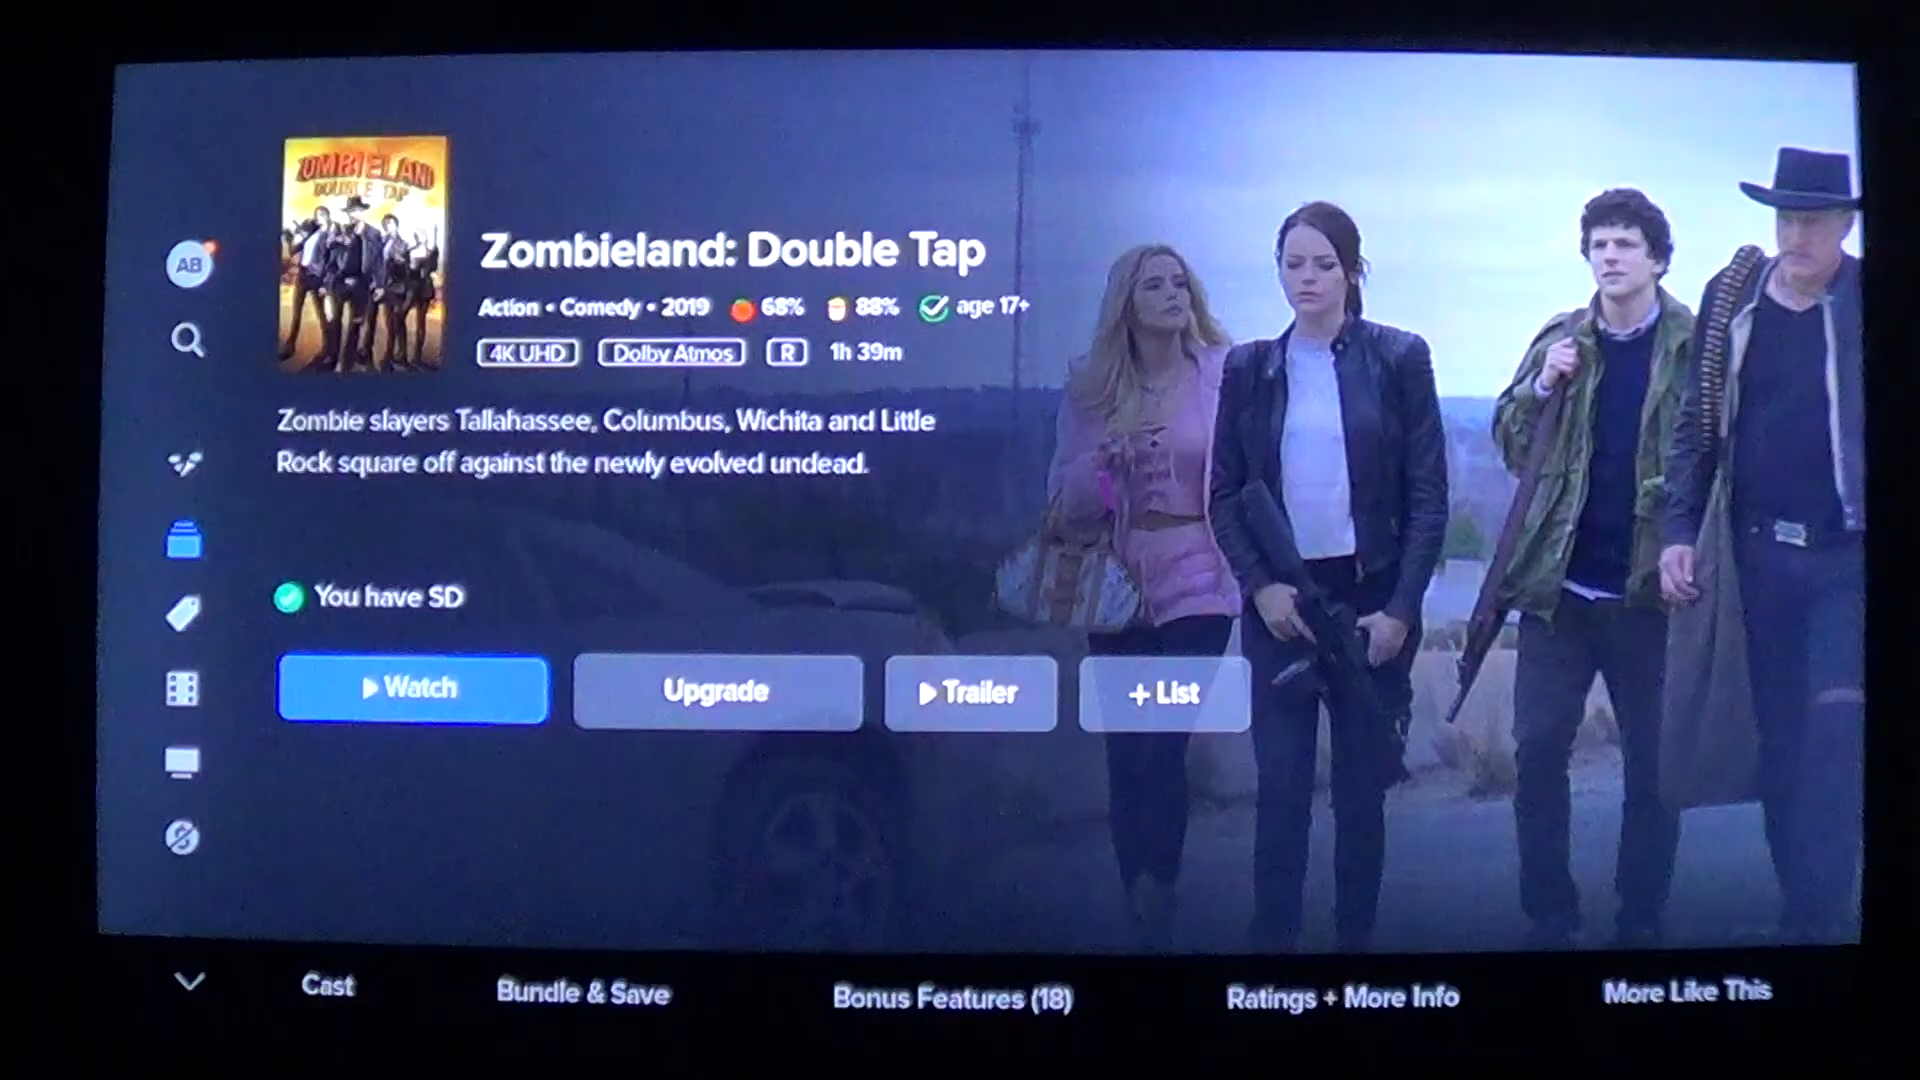 ZOMBIELAND
DOUBLE TAP
AB
Zombieland: Double Tap
Action • Comedy • 2019 68% 88% age 17+
4K UHD Dolby Atmos R 1h 39m
Zombie slayers Tallahassee, Columbus, Wichita and Little
Rock square off against the newly evolved undead.
You have SD
Watch Upgrade Trailer + List
Cast Bundle & Save Bonus Features (18) Ratings + More Info More Like This